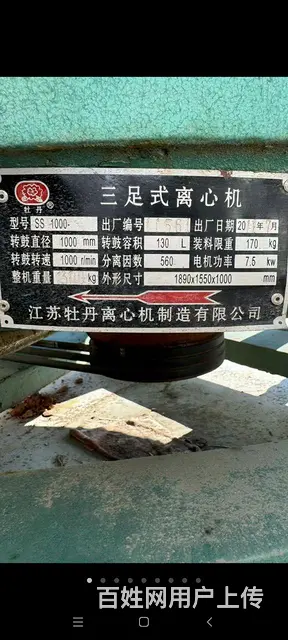 牡丹®
三足式离心机
型号 SS-1000- 出厂编号 出厂日期 20 年 月
转鼓直径 1000 mm 转鼓容积 130 L 装料限重 170 kg
转鼓转速 1000 r/min 分离因数 560 电机功率 7.5 kw
整机重量 kg 外形尺寸 1890x1550x1000 mm
江苏牡丹离心机制造有限公司
百姓网用户上传